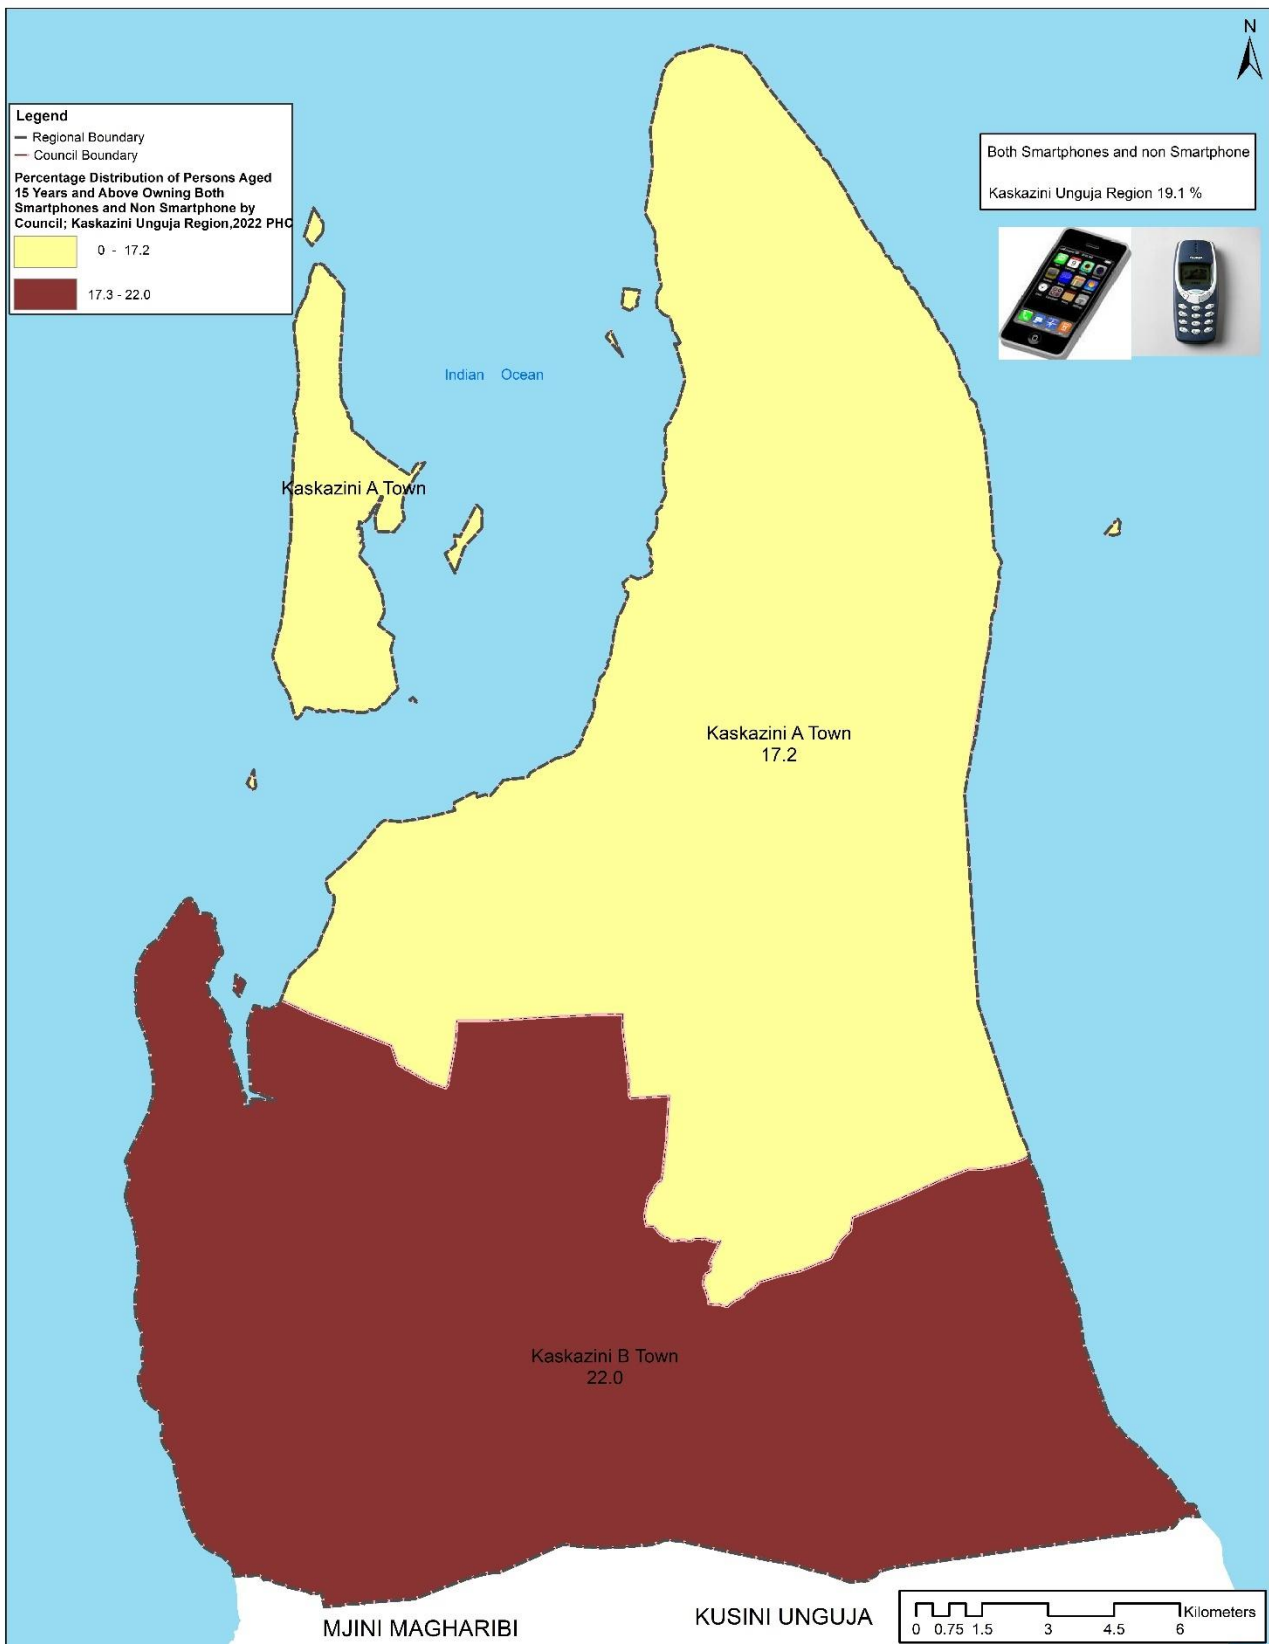 N
Legend
Regional Boundary
Council Boundary
Percentage Distribution of Persons Aged
15 Years and Above Owning Both
Smartphones and Non Smartphone by
Council; Kaskazini Unguja Region,2022 PHC
0 - 17.2
17.3 - 22.0
Both Smartphones and non Smartphone
Kaskazini Unguja Region 19.1 %
Indian Ocean
Kaskazini A Town
Kaskazini A Town
17.2
Kaskazini B Town
22.0
MJINI MAGHARIBI
KUSINI UNGUJA
Kilometers
0 0.75 1.5 3 4.5 6